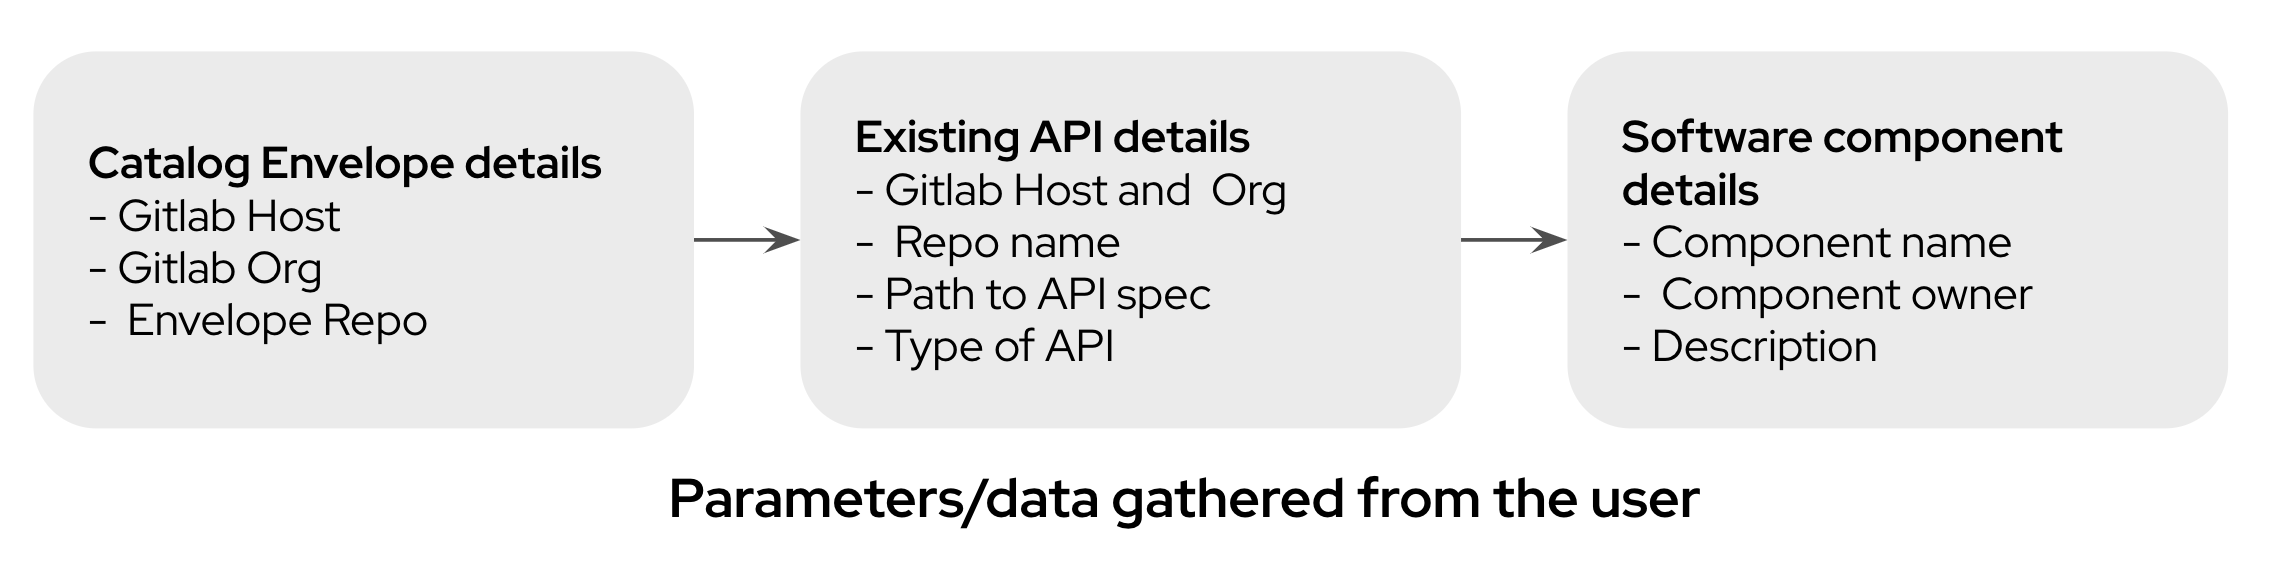 Catalog Envelope details
- Gitlab Host
- Gitlab Org
- Envelope Repo
Existing API details
- Gitlab Host and Org
- Repo name
- Path to API spec
- Type of API
Software component
details
- Component name
- Component owner
- Description
Parameters/data gathered from the user